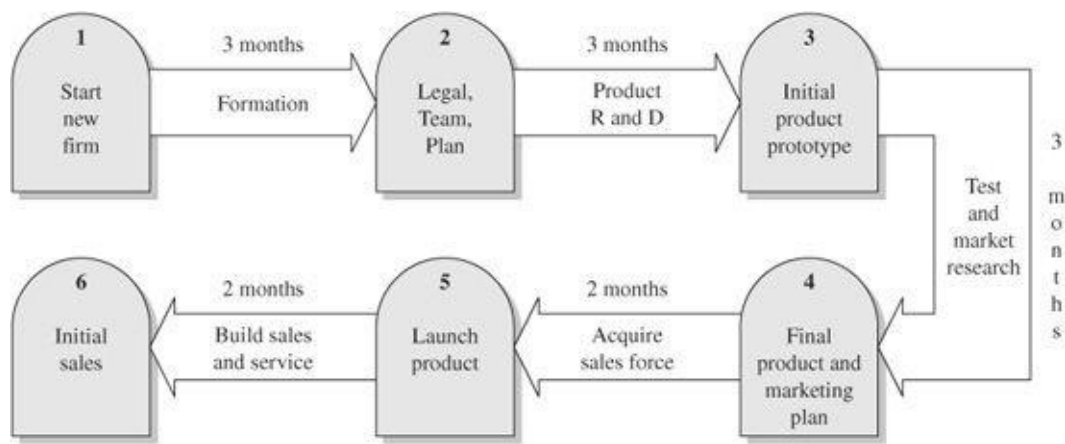 1
Start
new
firm
3 months
Formation
2
Legal,
Team,
Plan
3 months
Product
R and D
3
Initial
product
prototype
3 months
Test
and
market
research
4
Final
product and
marketing
plan
2 months
Acquire
sales force
5
Launch
product
2 months
Build sales
and service
6
Initial
sales